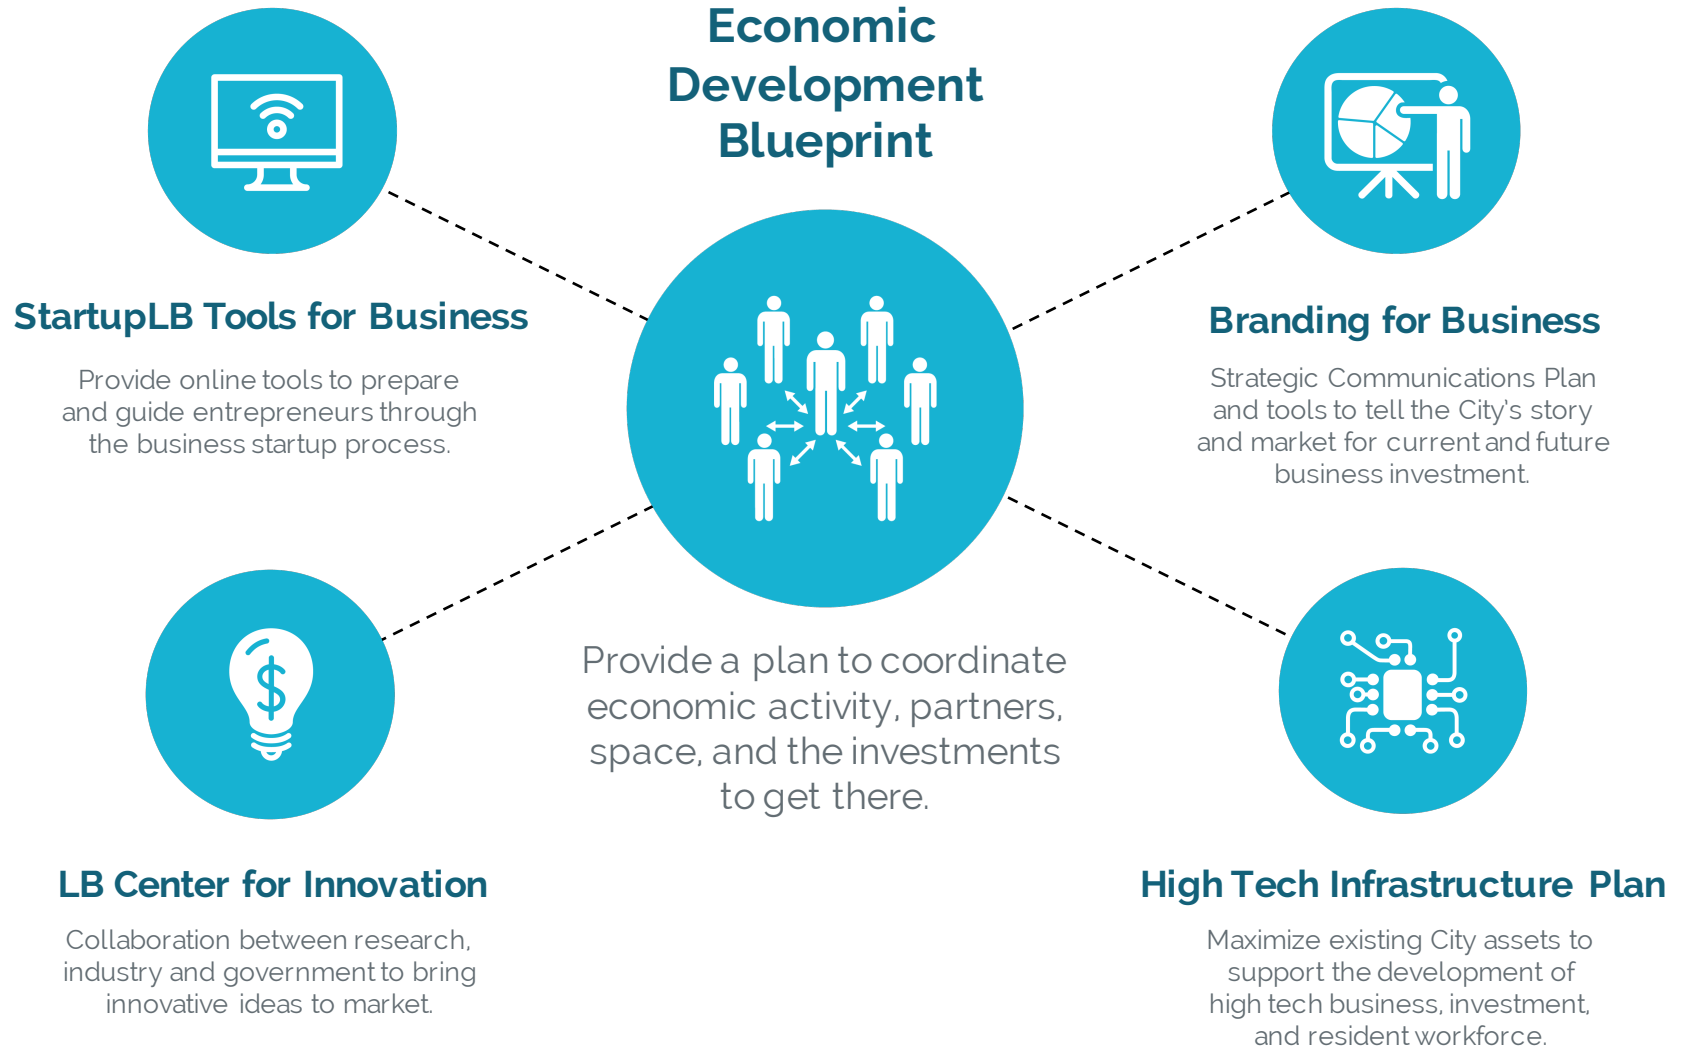 Economic
Development
Blueprint
StartupLB Tools for Business
Provide online tools to prepare
and guide entrepreneurs through
the business startup process.
Branding for Business
Strategic Communications Plan
and tools to tell the City's story
and market for current and future
business investment.
Provide a plan to coordinate
economic activity, partners,
space, and the investments
to get there.
LB Center for Innovation
Collaboration between research,
industry and government to bring
innovative ideas to market.
High Tech Infrastructure Plan
Maximize existing City assets to
support the development of
high tech business, investment,
and resident workforce.
$